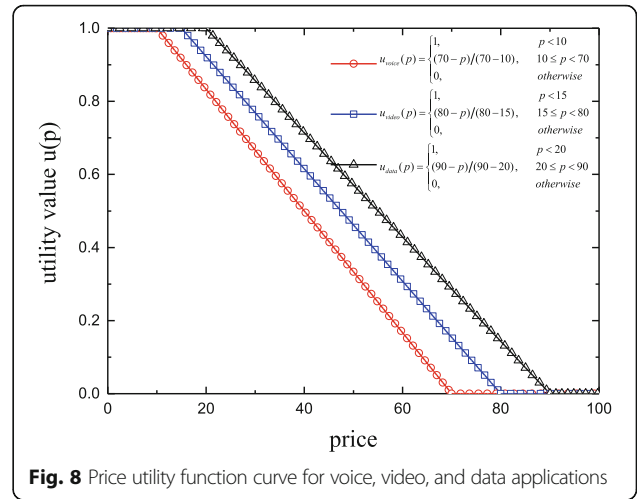 1.0
0.8
0.6
0.4
0.2
0.0
utility value u(p)
0 20 40 60 80 100
price
u_voice(p) = { 1, p < 10
(70 − p)/(70 − 10), 10 ≤ p < 70
0, otherwise
u_video(p) = { 1, p < 15
(80 − p)/(80 − 15), 15 ≤ p < 80
0, otherwise
u_data(p) = { 1, p < 20
(90 − p)/(90 − 20), 20 ≤ p < 90
0, otherwise
Fig. 8 Price utility function curve for voice, video, and data applications